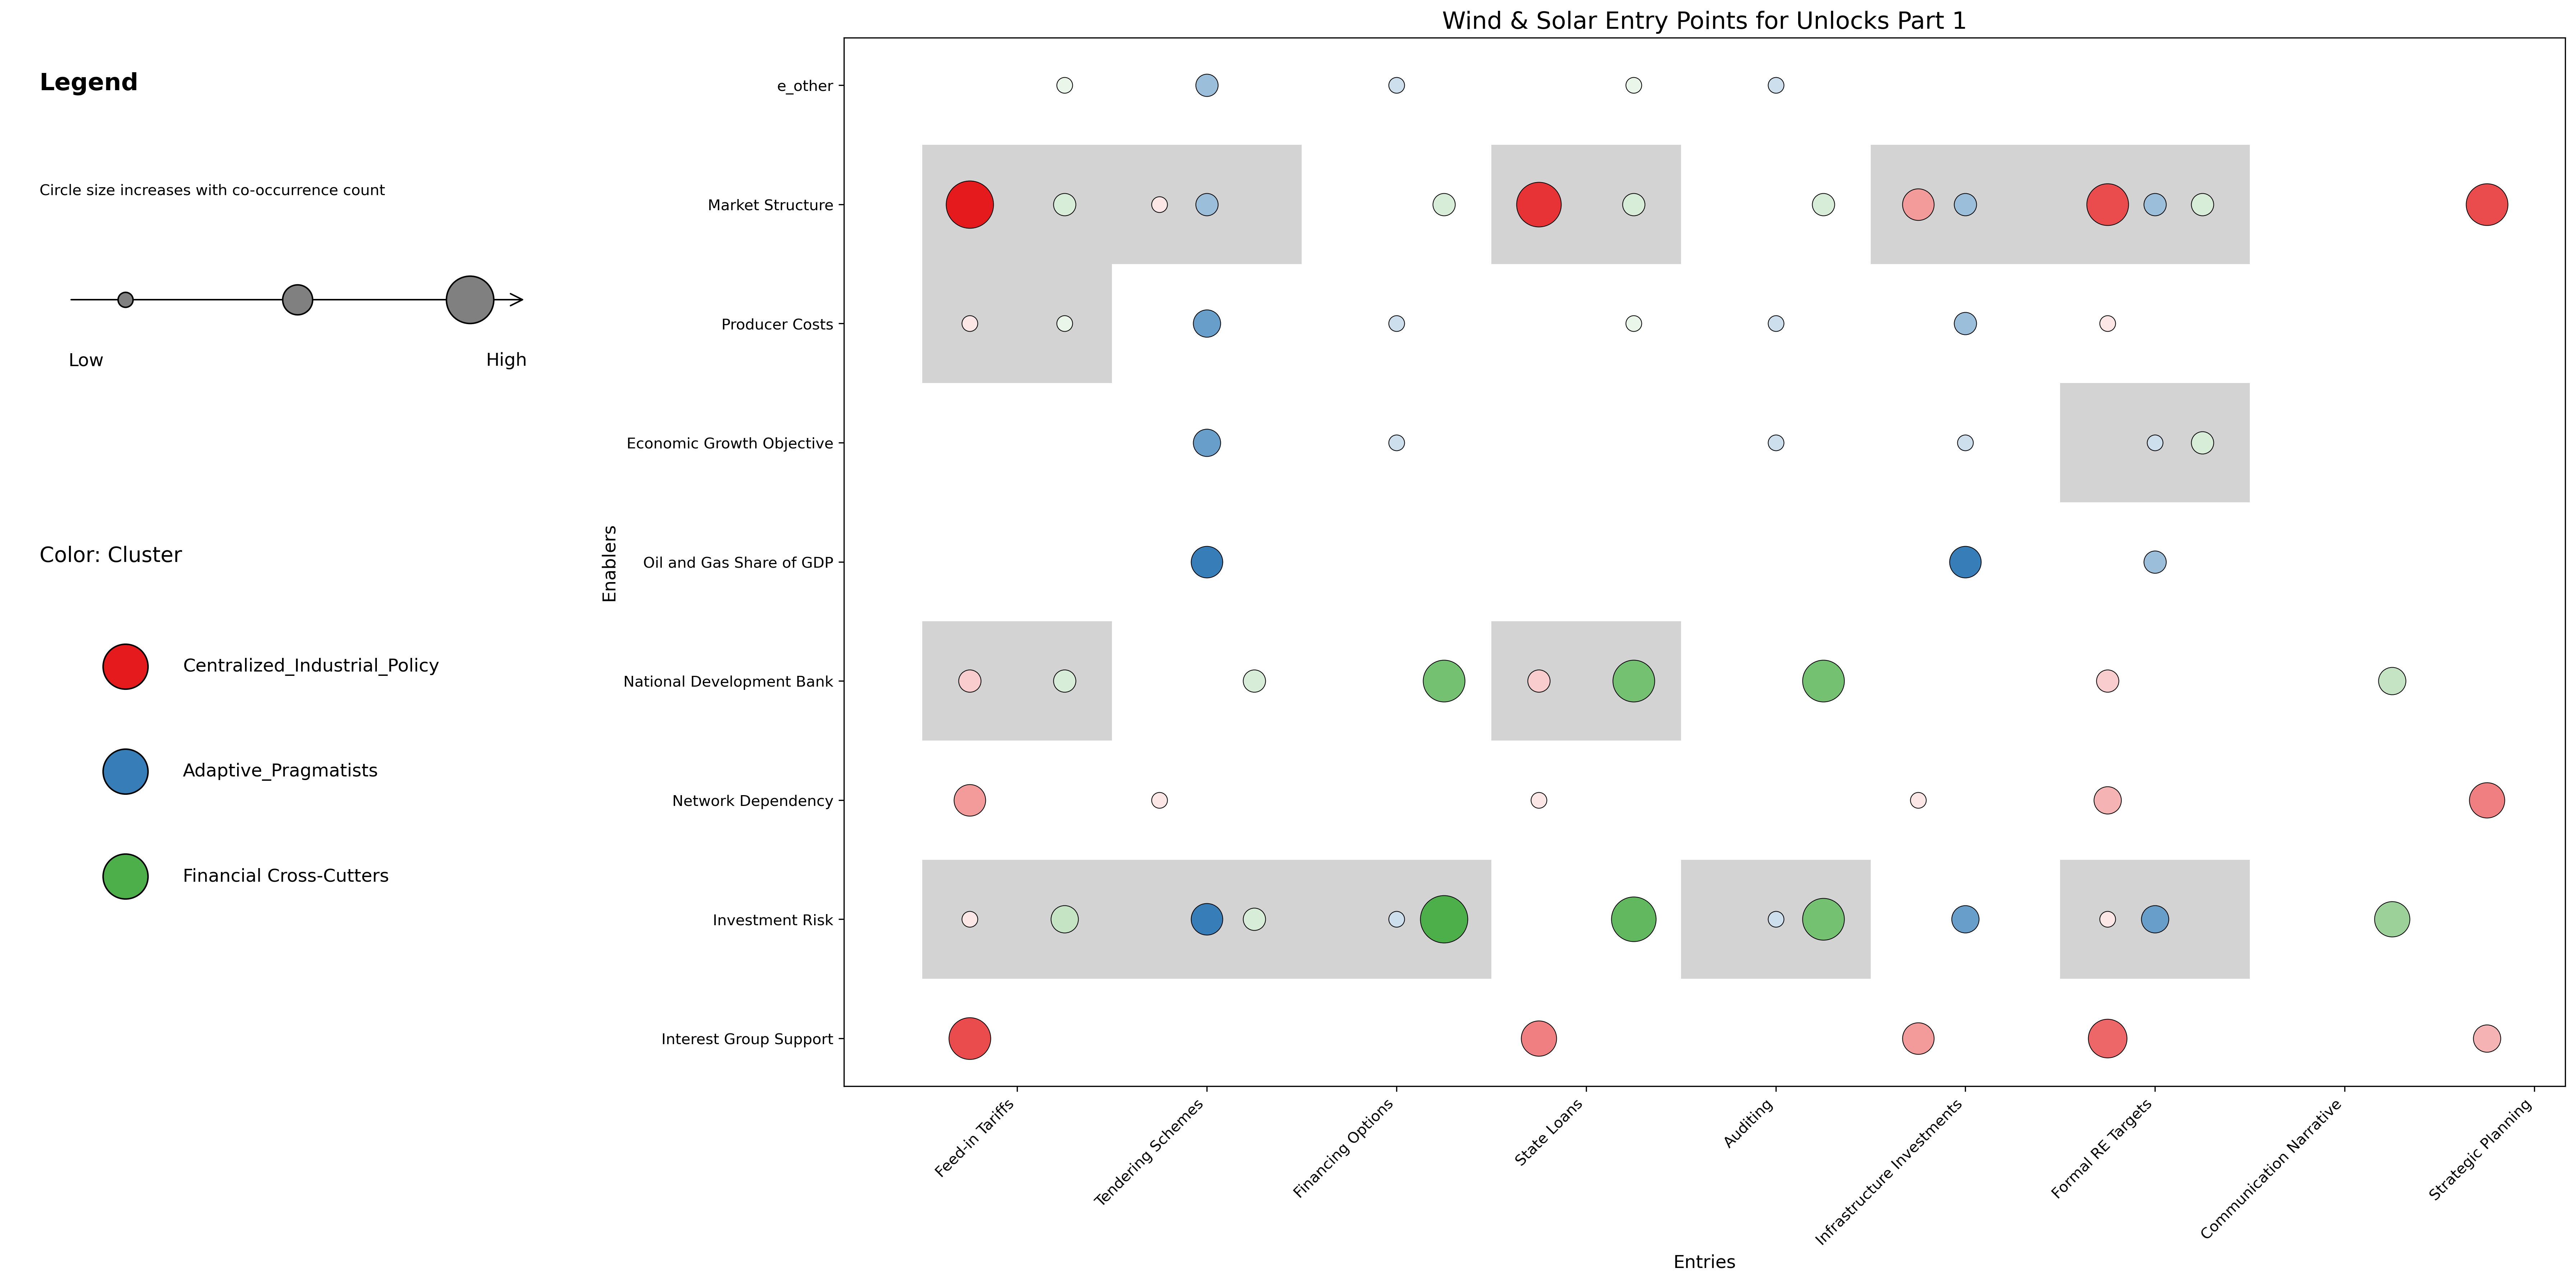 Wind & Solar Entry Points for Unlocks Part 1
Legend
Circle size increases with co-occurrence count
Low
High
Color: Cluster
Centralized_Industrial_Policy
Adaptive_Pragmatists
Financial Cross-Cutters
Enablers
e_other
Market Structure
Producer Costs
Economic Growth Objective
Oil and Gas Share of GDP
National Development Bank
Network Dependency
Investment Risk
Interest Group Support
Feed-in Tariffs
Tendering Schemes
Financing Options
State Loans
Auditing
Infrastructure Investments
Formal RE Targets
Communication Narrative
Strategic Planning
Entries